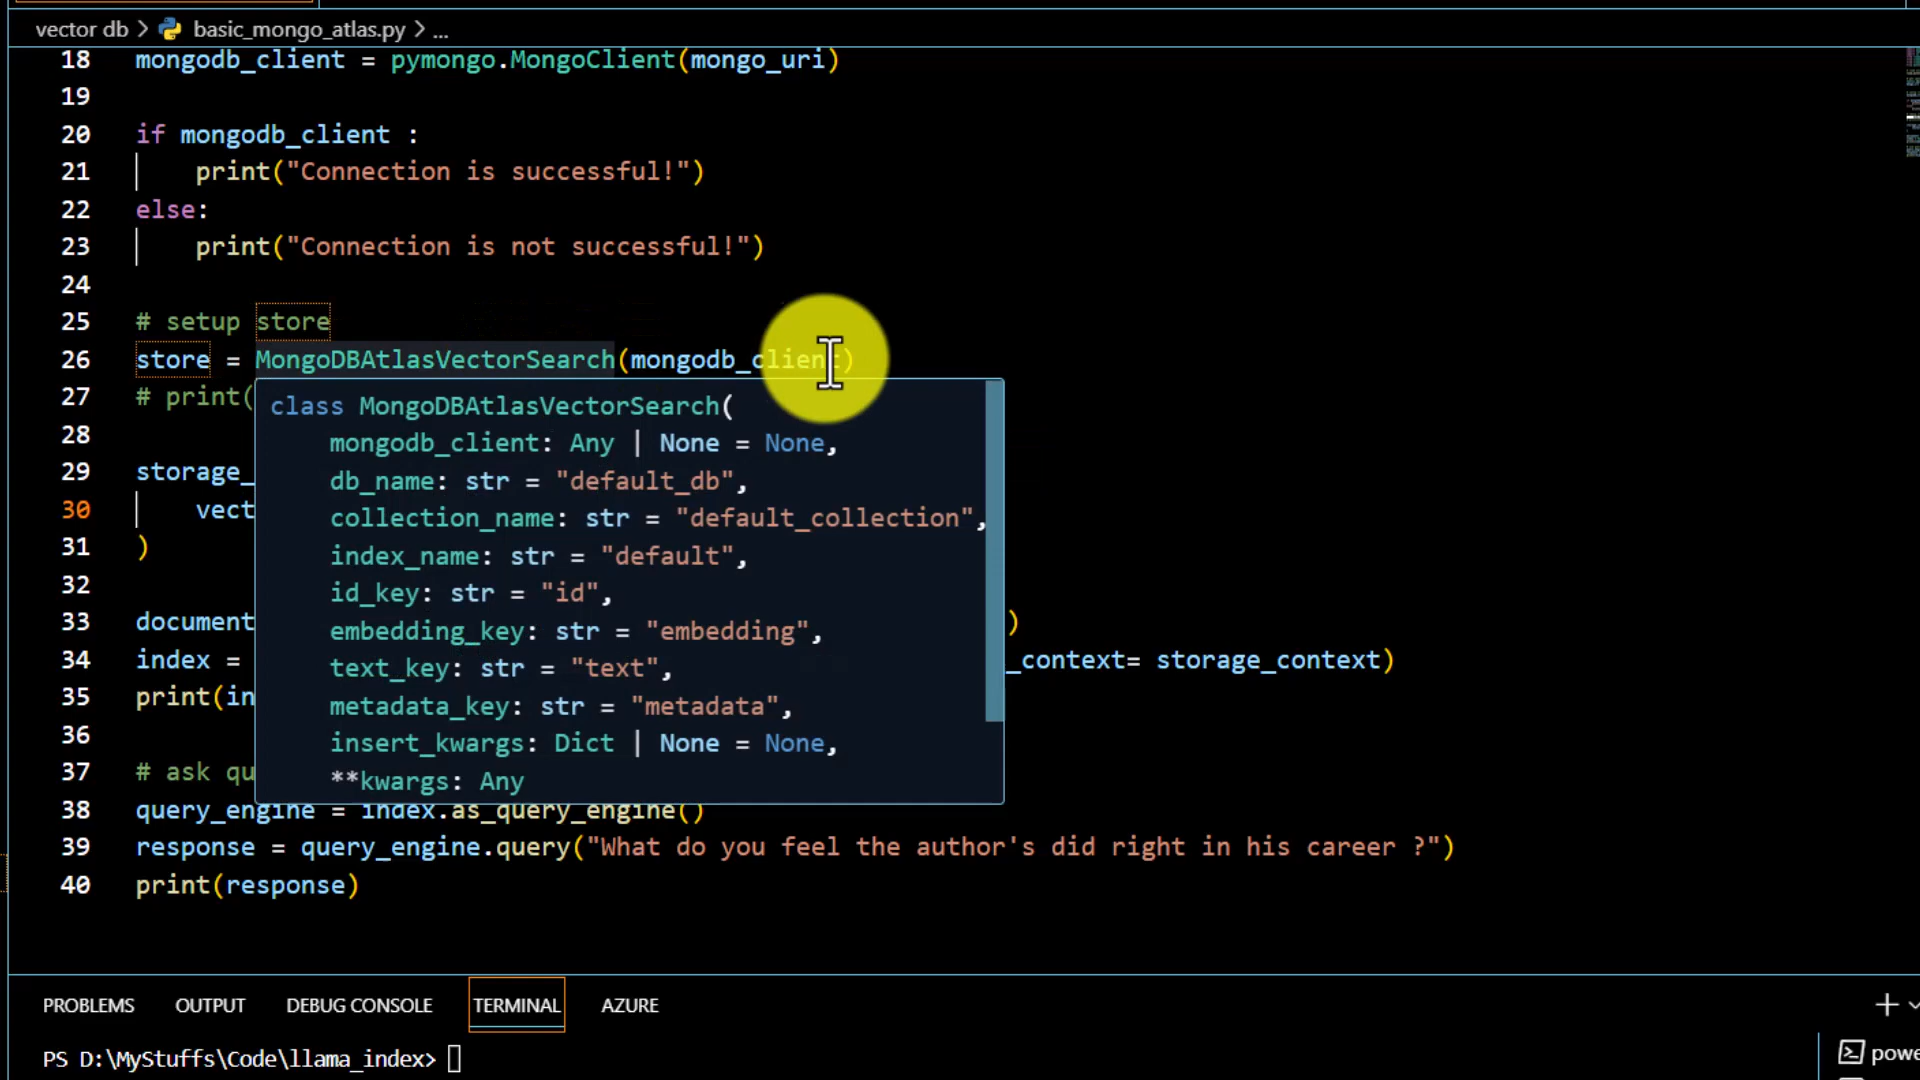 vector db > basic_mongo_atlas.py > ...
18 mongodb_client = pymongo.MongoClient(mongo_uri)
19
20 if mongodb_client :
21 print("Connection is successful!")
22 else:
23 print("Connection is not successful!")
24
25 # setup store
26 store = MongoDBAtlasVectorSearch(mongodb_client)
27 # print(
class MongoDBAtlasVectorSearch(
28
mongodb_client: Any | None = None,
29 storage_
db_name: str = "default_db",
30 vect
collection_name: str = "default_collection",
31 )
index_name: str = "default",
32
id_key: str = "id",
33 document )
embedding_key: str = "embedding",
34 index = _context= storage_context)
text_key: str = "text",
35 print(in
metadata_key: str = "metadata",
36
insert_kwargs: Dict | None = None,
37 # ask qu
**kwargs: Any
38 query_engine = index.as_query_engine()
39 response = query_engine.query("What do you feel the author's did right in his career ?")
40 print(response)
PROBLEMS OUTPUT DEBUG CONSOLE TERMINAL AZURE
PS D:\MyStuffs\Code\llama_index>
powe